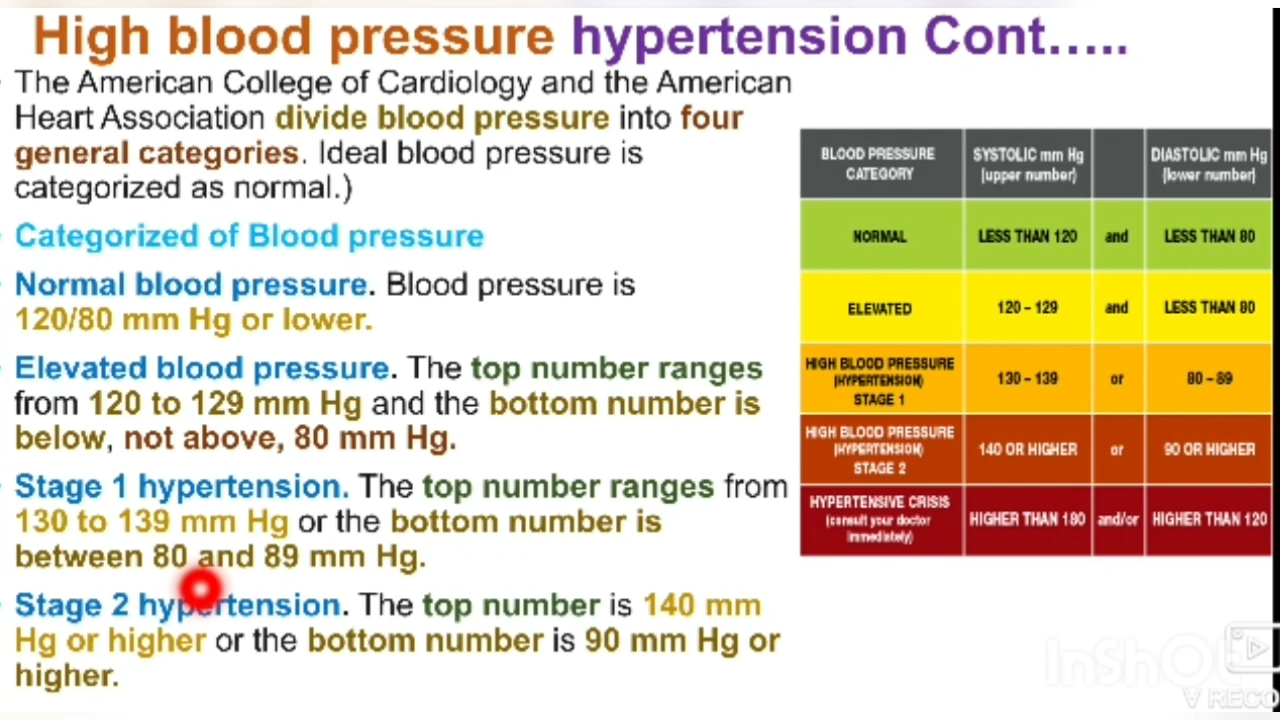 High blood pressure hypertension Cont.....
The American College of Cardiology and the American
Heart Association divide blood pressure into four
general categories. Ideal blood pressure is
categorized as normal.)
Categorized of Blood pressure
Normal blood pressure. Blood pressure is
120/80 mm Hg or lower.
Elevated blood pressure. The top number ranges
from 120 to 129 mm Hg and the bottom number is
below, not above, 80 mm Hg.
Stage 1 hypertension. The top number ranges from
130 to 139 mm Hg or the bottom number is
between 80 and 89 mm Hg.
Stage 2 hypertension. The top number is 140 mm
Hg or higher or the bottom number is 90 mm Hg or
higher.
BLOOD PRESSURE SYSTOLIC mm Hg DIASTOLIC mm Hg
CATEGORY (upper number) (lower number)
NORMAL LESS THAN 120 and LESS THAN 80
ELEVATED 120 – 129 and LESS THAN 80
HIGH BLOOD PRESSURE
(HYPERTENSION) 130 – 139 or 80 – 89
STAGE 1
HIGH BLOOD PRESSURE
(HYPERTENSION) 140 OR HIGHER or 90 OR HIGHER
STAGE 2
HYPERTENSIVE CRISIS
(consult your doctor HIGHER THAN 180 and/or HIGHER THAN 120
immediately)
InShO
V RECO